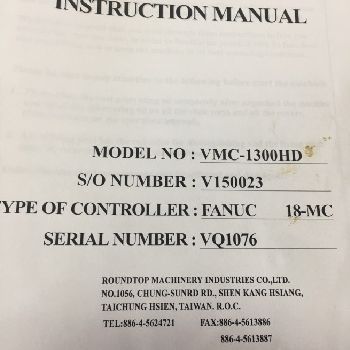 INSTRUCTION MANUAL
MODEL NO : VMC-1300HD
S/O NUMBER : V150023
TYPE OF CONTROLLER : FANUC 18-MC
SERIAL NUMBER : VQ1076
ROUNDTOP MACHINERY INDUSTRIES CO.,LTD.
NO.1056, CHUNG-SUNRD RD., SHEN KANG HSIANG,
TAICHUNG HSIEN, TAIWAN. R.O.C.
TEL:886-4-5624721 FAX:886-4-5613886
886-4-5613887